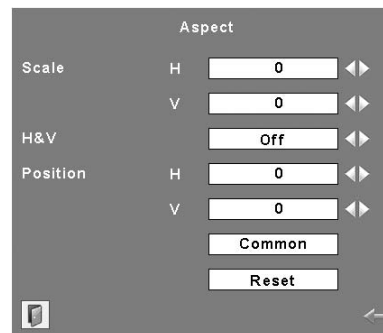 Aspect
Scale H 0
V 0
H&V Off
Position H 0
V 0
Common
Reset